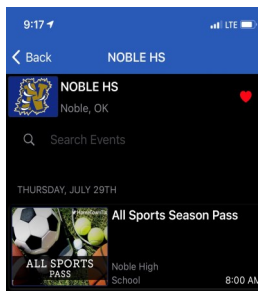 9:17
LTE
Back NOBLE HS
NOBLE HS
Noble, OK
Search Events
THURSDAY, JULY 29TH
All Sports Season Pass
ALL SPORTS
PASS
Noble High
School
8:00 AM